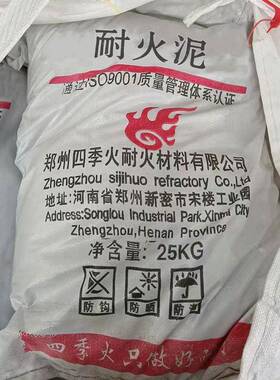 耐火泥
通过ISO9001质量管理体系认证
郑州四季火耐火材料有限公司
Zhengzhou sijihuo refractory Co.,Ltd
地址:河南省郑州新密市宋楼工业园
Address:Songlou Industrial Park,Xinmi City
Zhengzhou,Henan Province
净含量: 25KG
防钩 防晒 防湿
四季火只做好